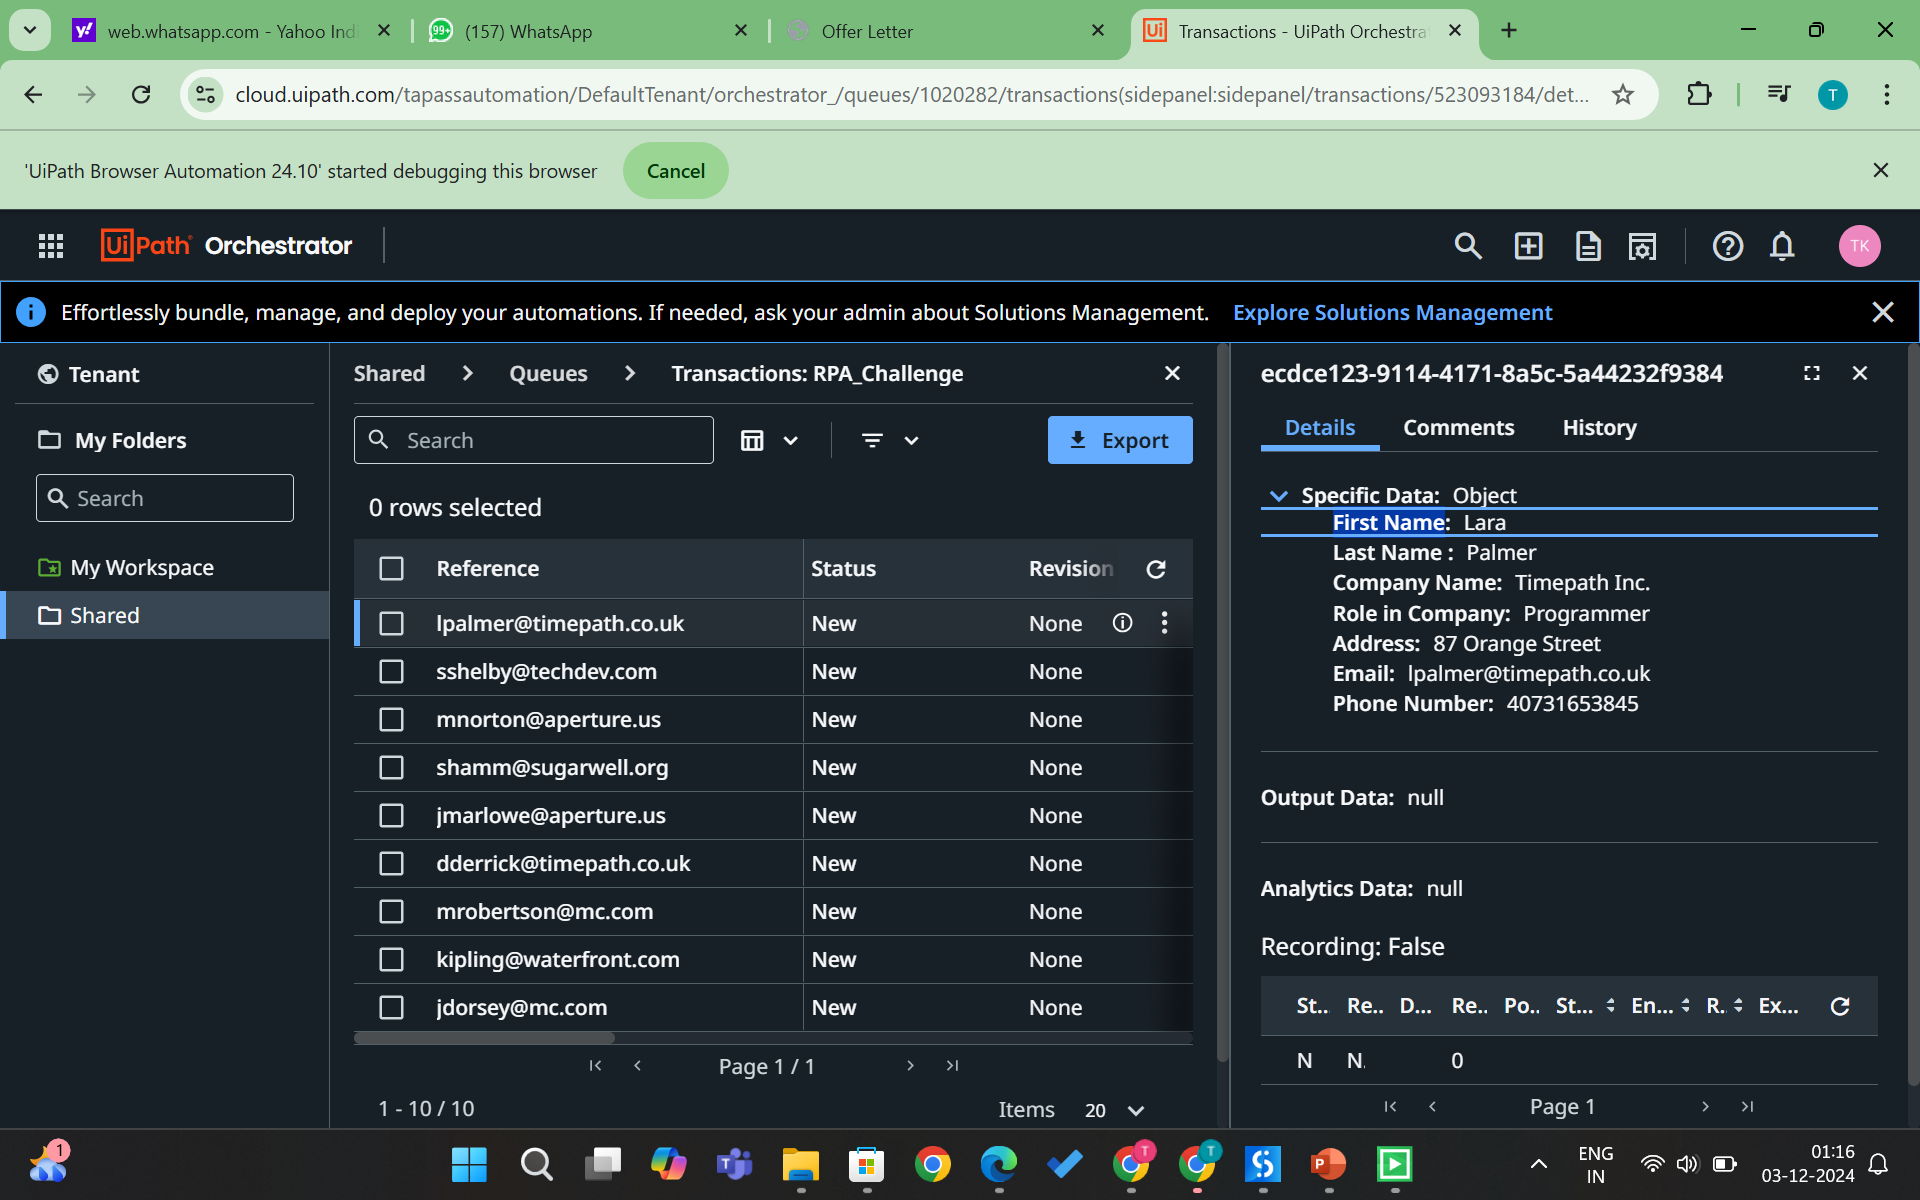 web.whatsapp.com - Yahoo Ind
99+
(157) WhatsApp
Offer Letter
Ui
Transactions - UiPath Orchestra
cloud.uipath.com/tapassautomation/DefaultTenant/orchestrator_/queues/1020282/transactions(sidepanel:sidepanel/transactions/523093184/det...
T
'UiPath Browser Automation 24.10' started debugging this browser
Cancel
UiPath Orchestrator
TK
Effortlessly bundle, manage, and deploy your automations. If needed, ask your admin about Solutions Management. Explore Solutions Management
Tenant
My Folders
Search
My Workspace
Shared
Shared > Queues > Transactions: RPA_Challenge
Search
Export
0 rows selected
Reference Status Revision
lpalmer@timepath.co.uk New None
sshelby@techdev.com New None
mnorton@aperture.us New None
shamm@sugarwell.org New None
jmarlowe@aperture.us New None
dderrick@timepath.co.uk New None
mrobertson@mc.com New None
kipling@waterfront.com New None
jdorsey@mc.com New None
Page 1 / 1
1 - 10 / 10
Items 20
ecdce123-9114-4171-8a5c-5a44232f9384
Details Comments History
Specific Data: Object
First Name: Lara
Last Name : Palmer
Company Name: Timepath Inc.
Role in Company: Programmer
Address: 87 Orange Street
Email: lpalmer@timepath.co.uk
Phone Number: 40731653845
Output Data: null
Analytics Data: null
Recording: False
St... Re.. D... Re.. Po.. St... En... R.. Ex...
N N. 0
Page 1
1
T
T
ENG
IN
01:16
03-12-2024